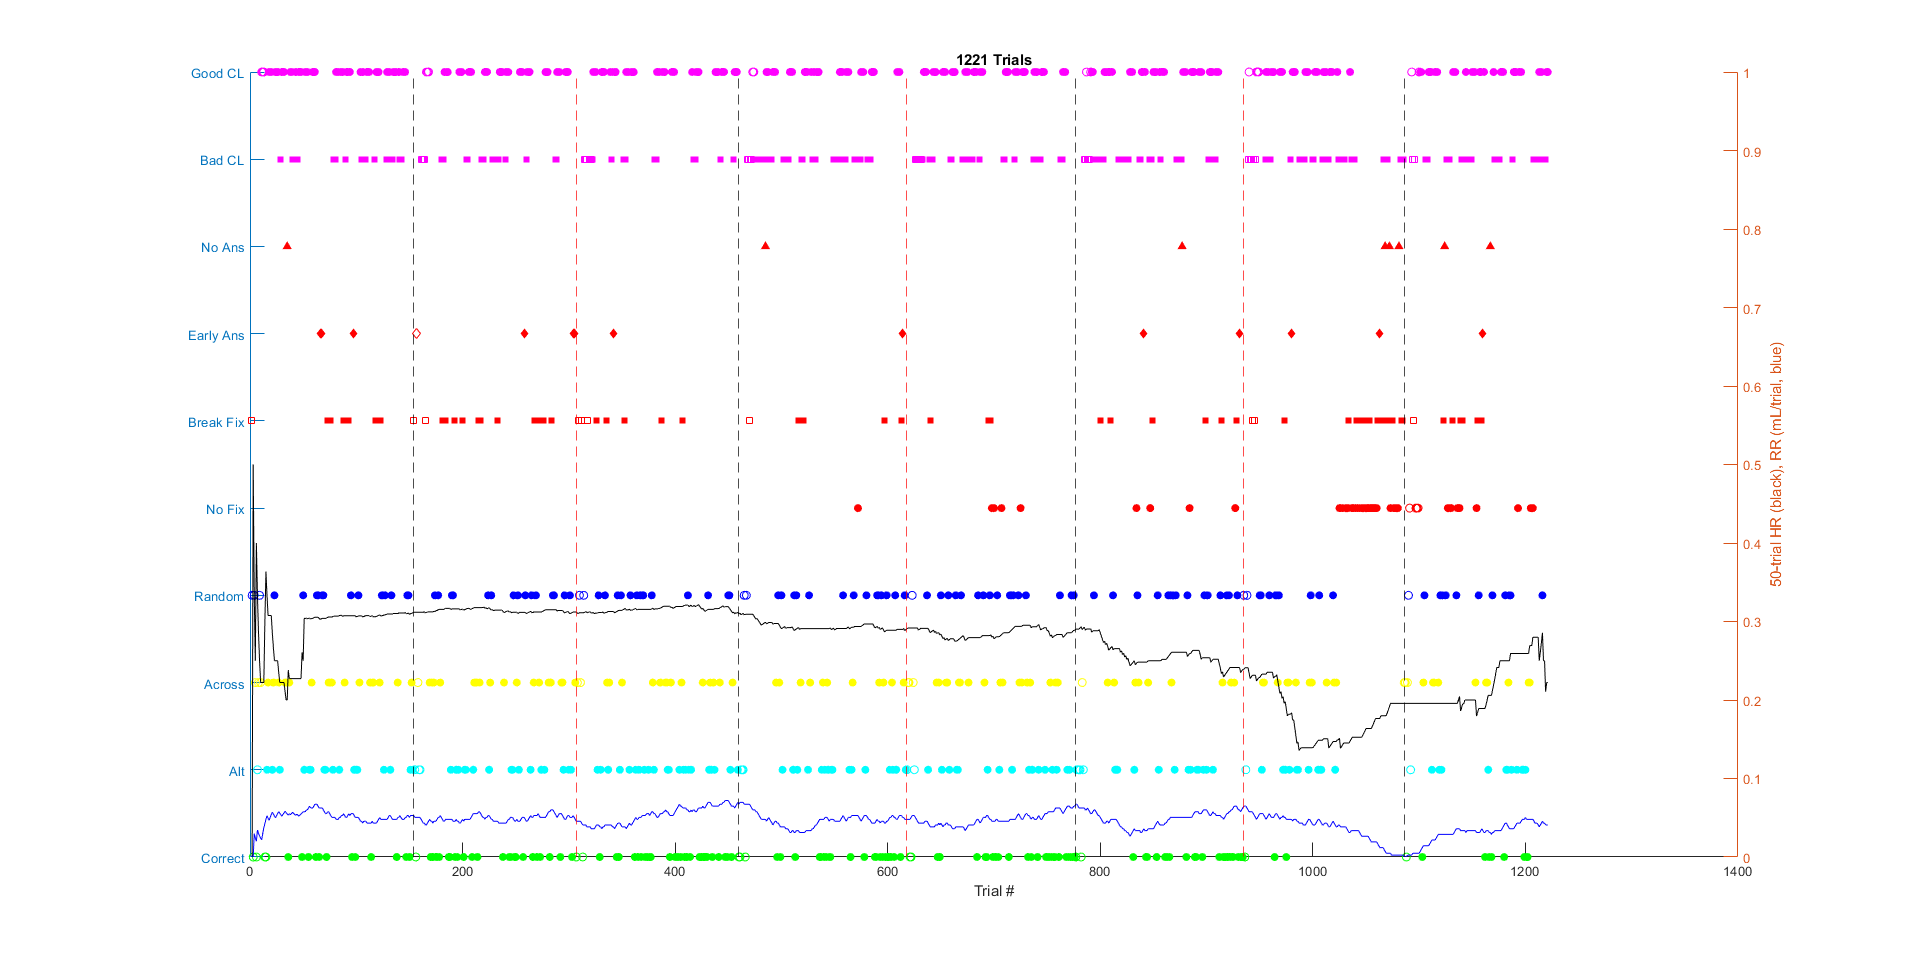 1221 Trials
Good CL
Bad CL
No Ans
Early Ans
Break Fix
No Fix
Random
Across
Alt
Correct
0
200
400
600
800
1000
1200
1400
Trial #
1
0.9
0.8
0.7
0.6
0.5
0.4
0.3
0.2
0.1
0
50-trial HR (black), RR (mL/trial, blue)